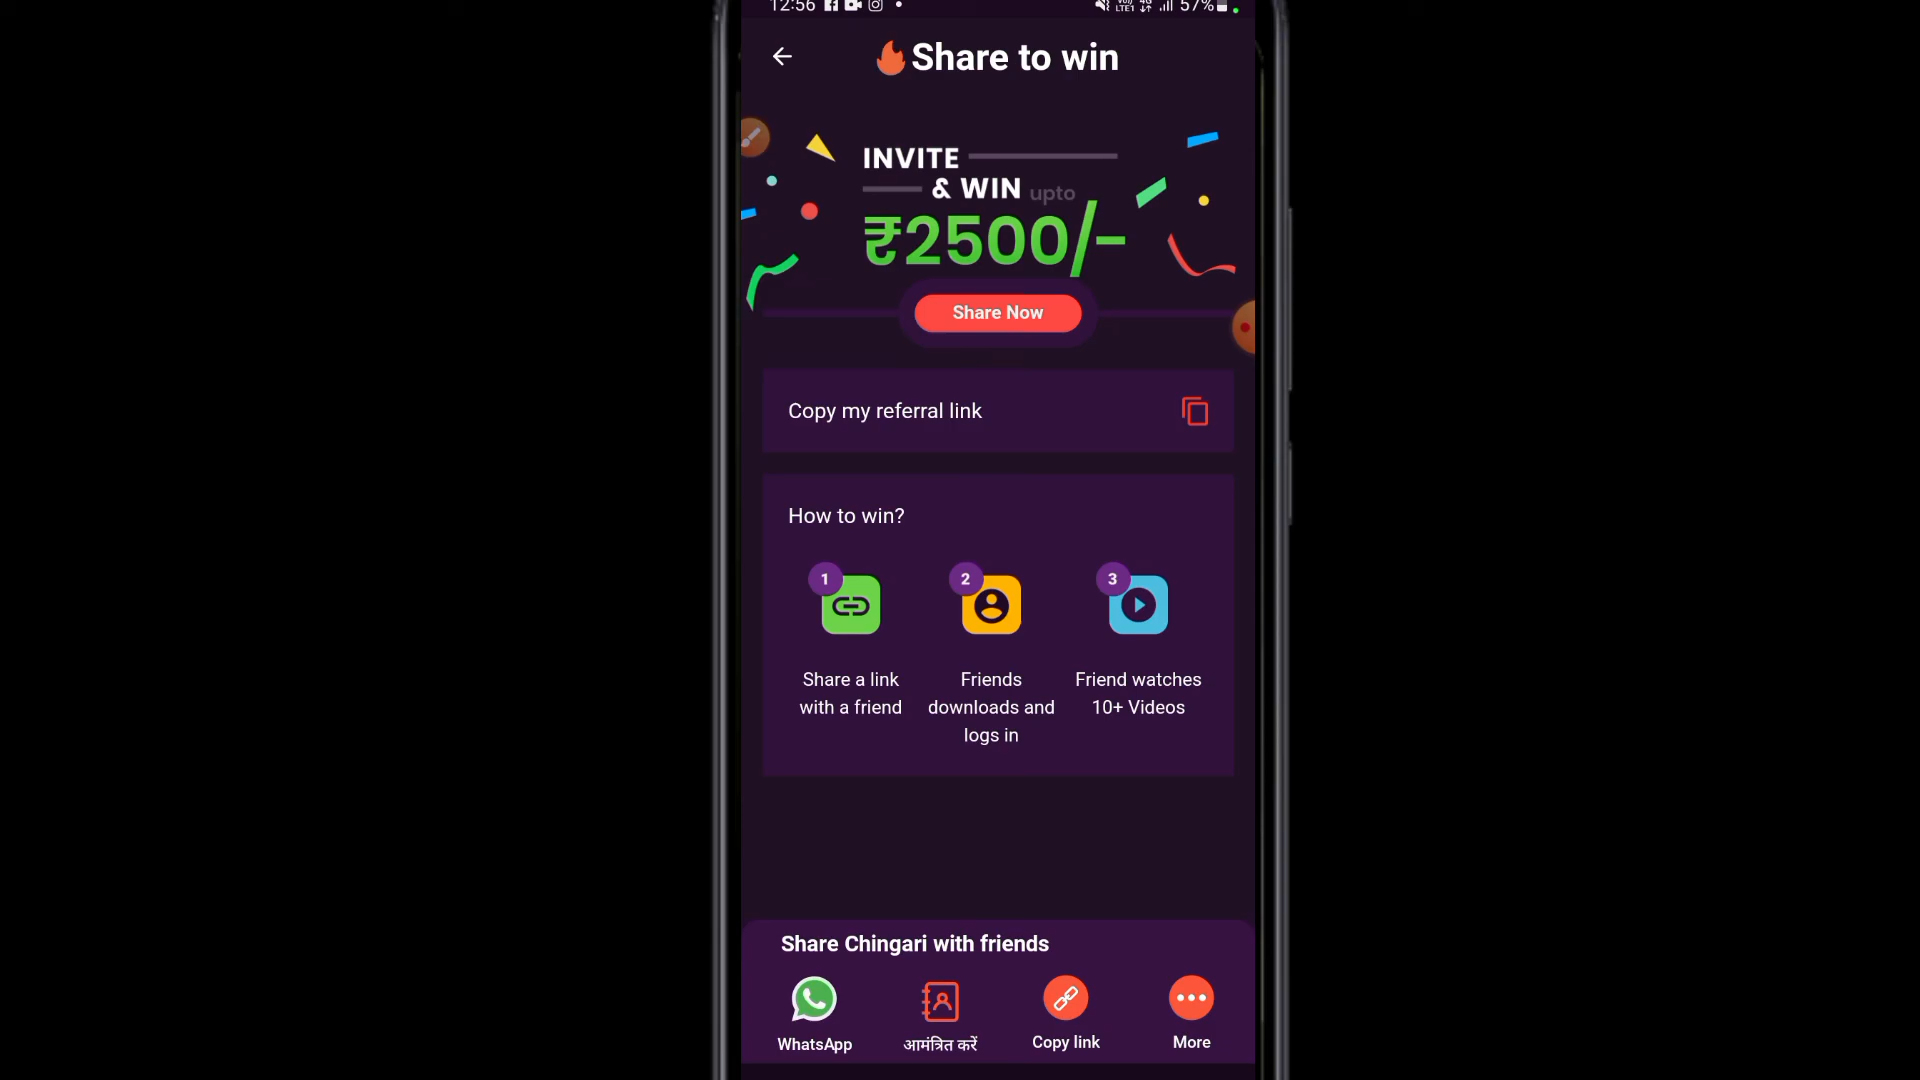 12:56 57%
Share to win
INVITE
& WIN upto
₹2500/-
Share Now
Copy my referral link
How to win?
1 2 3
Share a link with a friend
Friends downloads and logs in
Friend watches 10+ Videos
Share Chingari with friends
WhatsApp आमंत्रित करें Copy link More